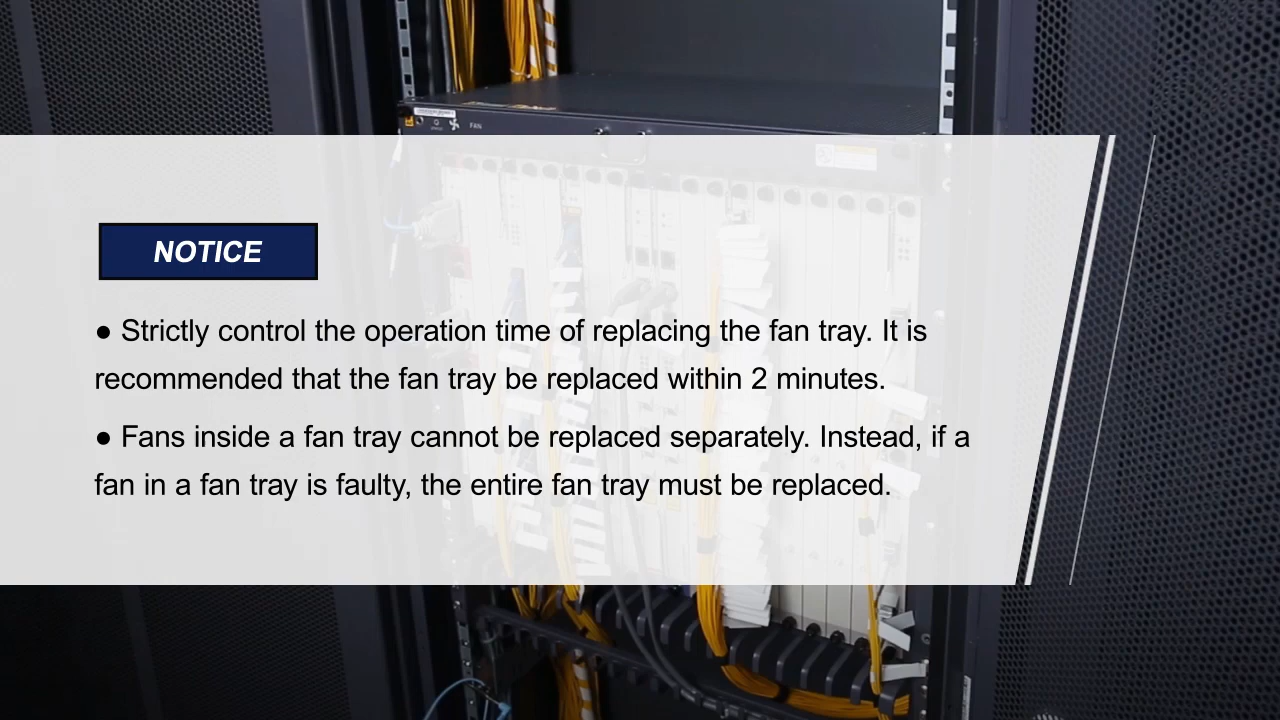 FAN
NOTICE
● Strictly control the operation time of replacing the fan tray. It is
recommended that the fan tray be replaced within 2 minutes.
● Fans inside a fan tray cannot be replaced separately. Instead, if a
fan in a fan tray is faulty, the entire fan tray must be replaced.